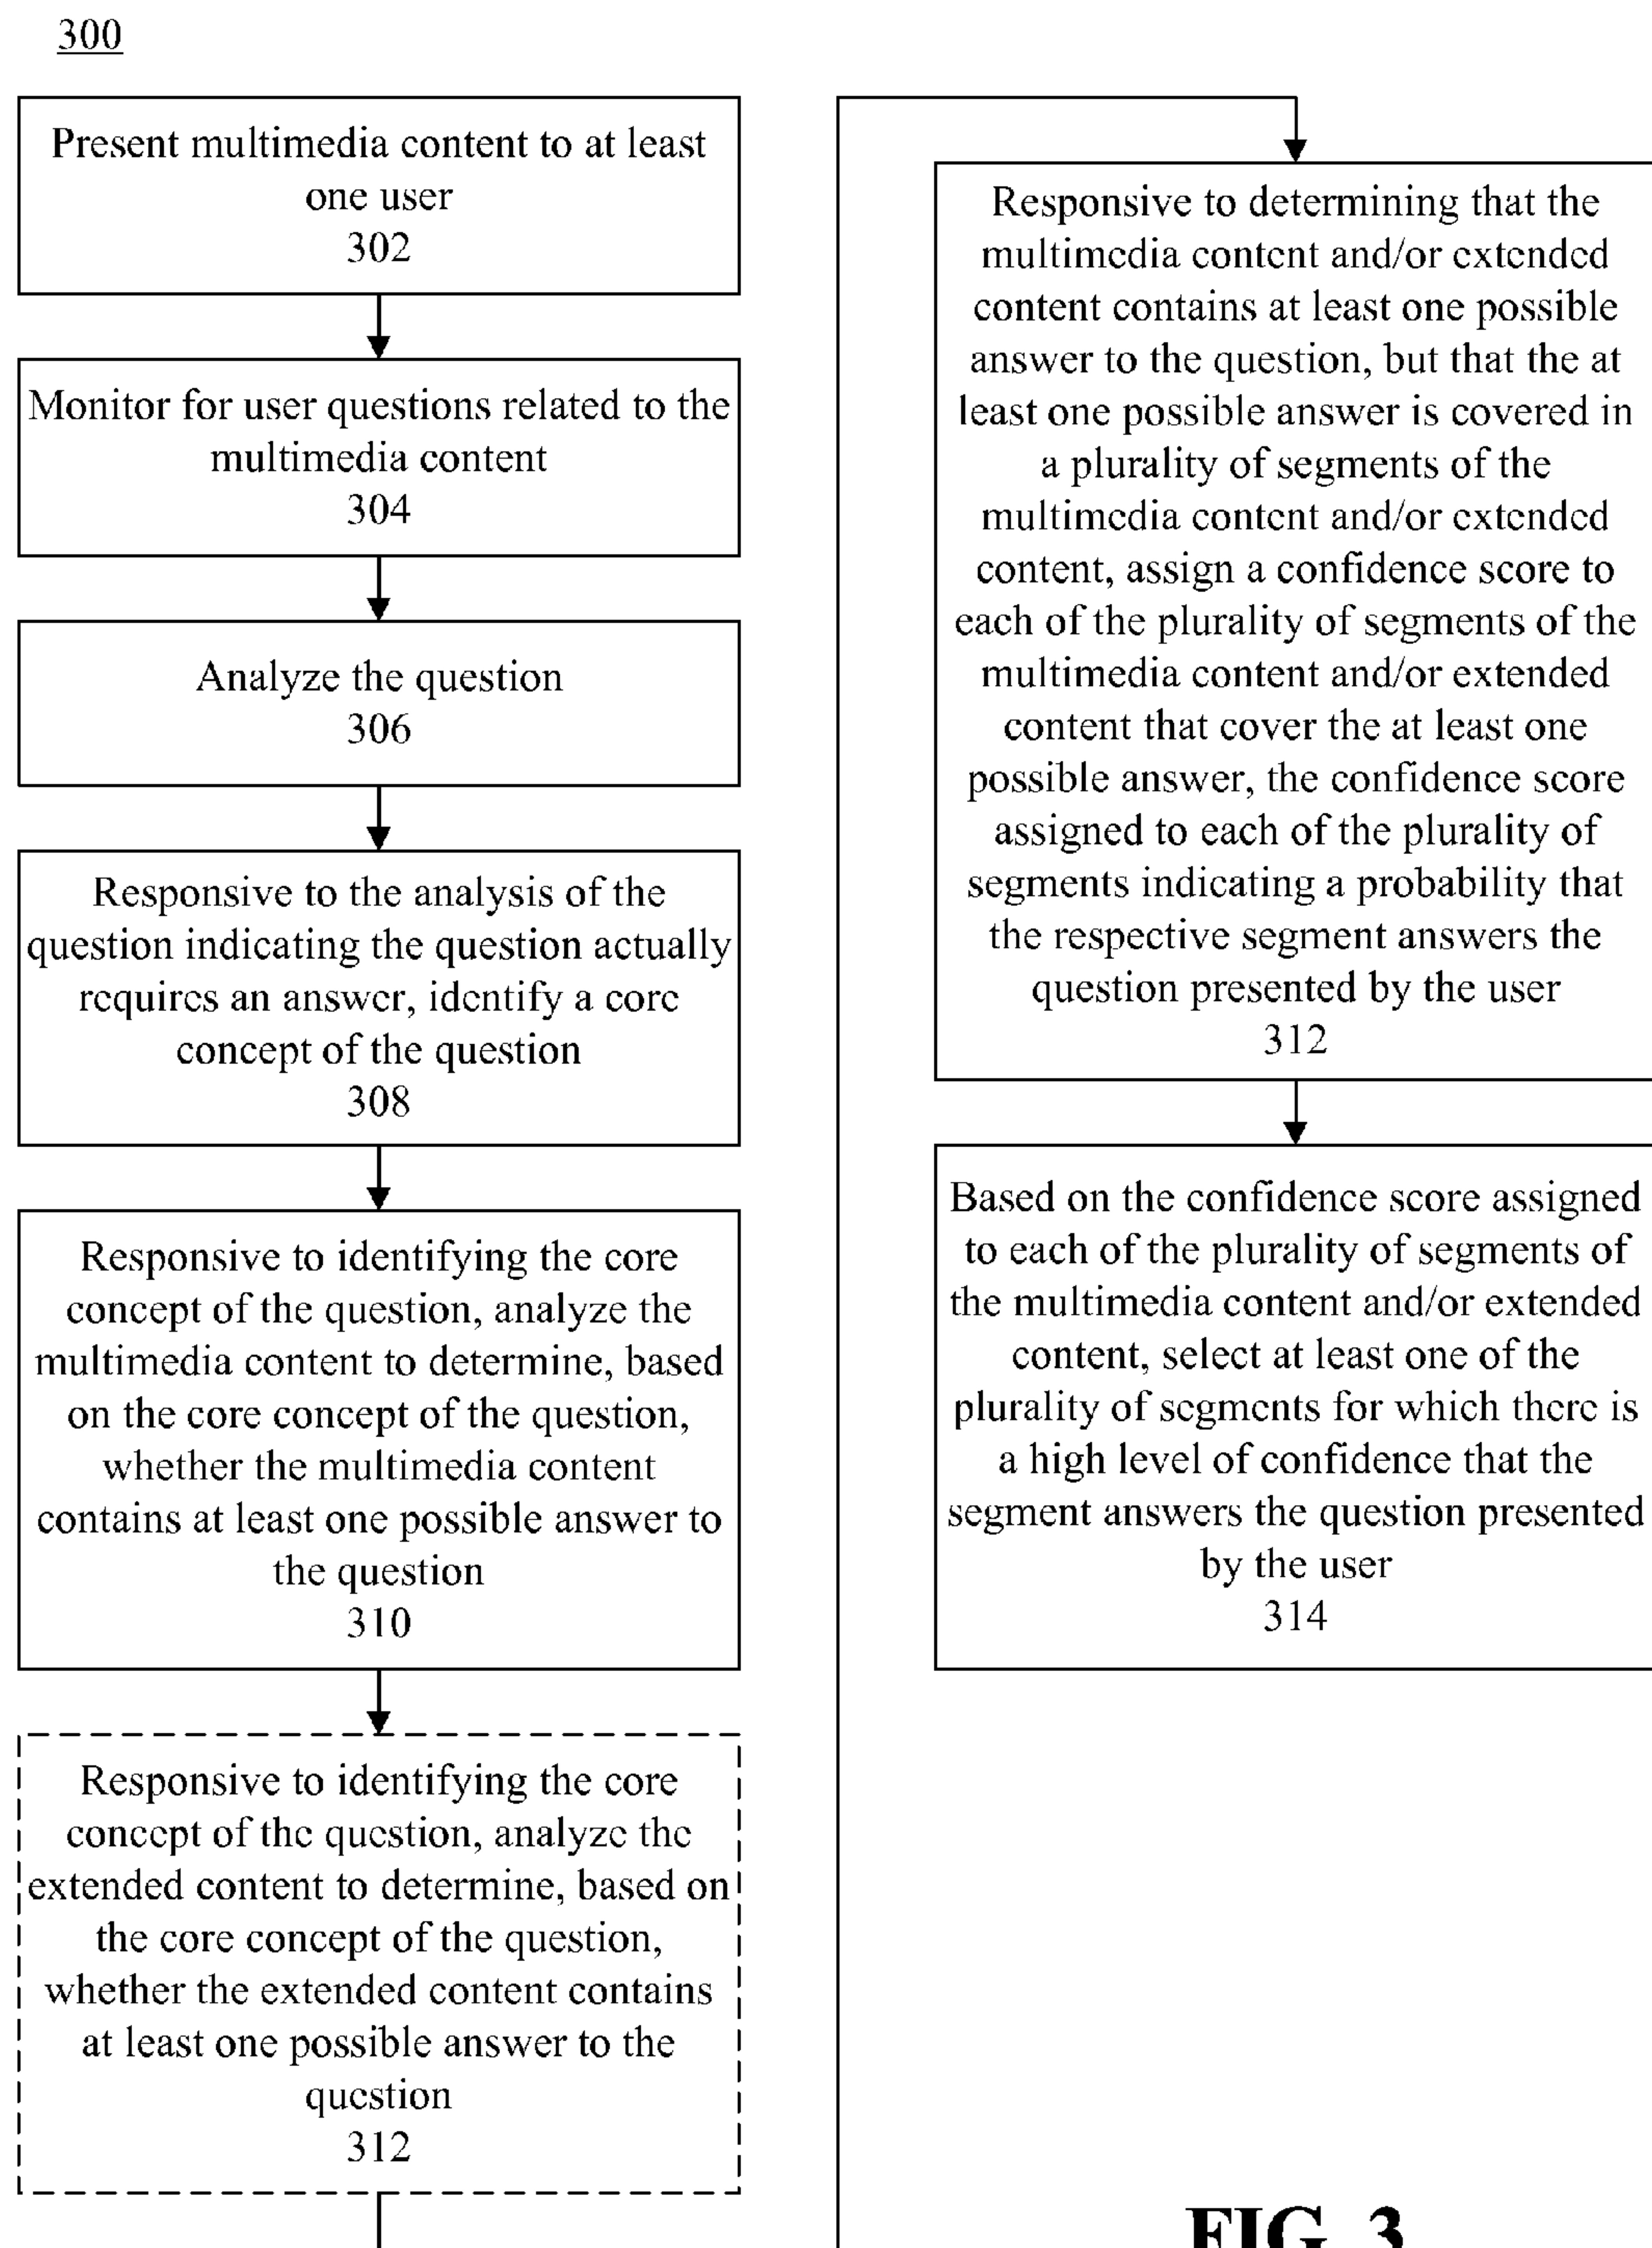 300
Present multimedia content to at least
one user
302
Monitor for user questions related to the
multimedia content
304
Analyze the question
306
Responsive to the analysis of the
question indicating the question actually
requires an answer, identify a core
concept of the question
308
Responsive to identifying the core
concept of the question, analyze the
multimedia content to determine, based
on the core concept of the question,
whether the multimedia content
contains at least one possible answer to
the question
310
Responsive to identifying the core
concept of the question, analyze the
extended content to determine, based on
the core concept of the question,
whether the extended content contains
at least one possible answer to the
question
312
Responsive to determining that the
multimedia content and/or extended
content contains at least one possible
answer to the question, but that the at
least one possible answer is covered in
a plurality of segments of the
multimedia content and/or extended
content, assign a confidence score to
each of the plurality of segments of the
multimedia content and/or extended
content that cover the at least one
possible answer, the confidence score
assigned to each of the plurality of
segments indicating a probability that
the respective segment answers the
question presented by the user
312
Based on the confidence score assigned
to each of the plurality of segments of
the multimedia content and/or extended
content, select at least one of the
plurality of segments for which there is
a high level of confidence that the
segment answers the question presented
by the user
314
FIG. 3